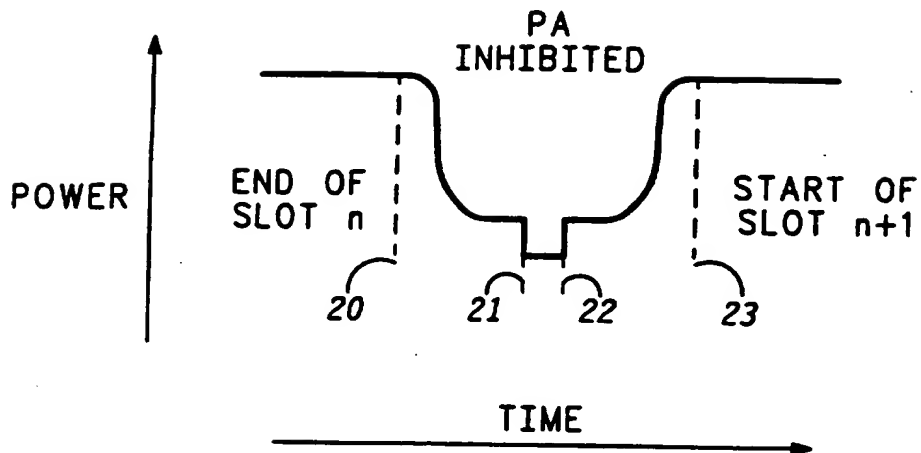 PA
INHIBITED
POWER
END OF
SLOT n
START OF
SLOT n+1
20
21
22
23
TIME